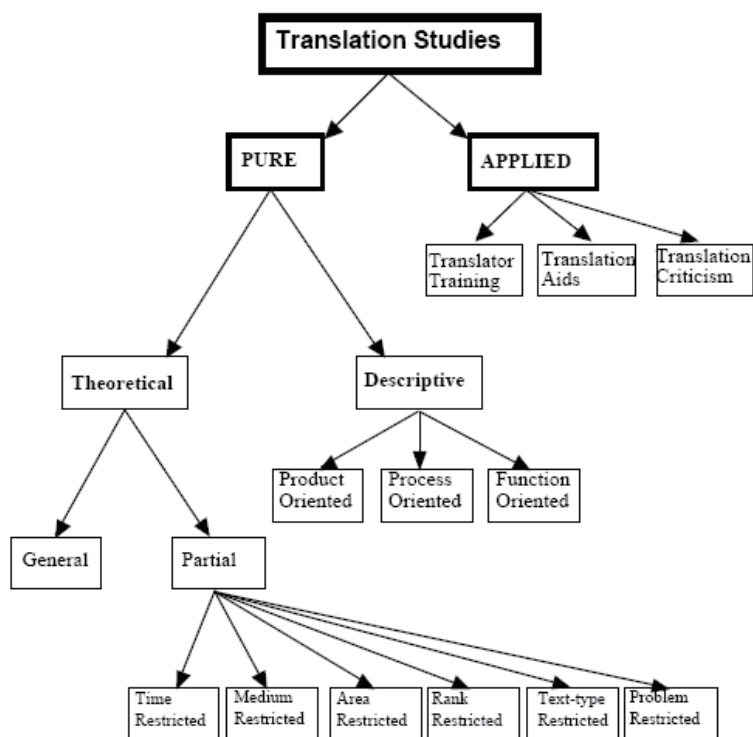 Translation Studies
PURE
APPLIED
Translator
Training
Translation
Aids
Translation
Criticism
Theoretical
Descriptive
Product
Oriented
Process
Oriented
Function
Oriented
General
Partial
Time
Restricted
Medium
Restricted
Area
Restricted
Rank
Restricted
Text-type
Restricted
Problem
Restricted